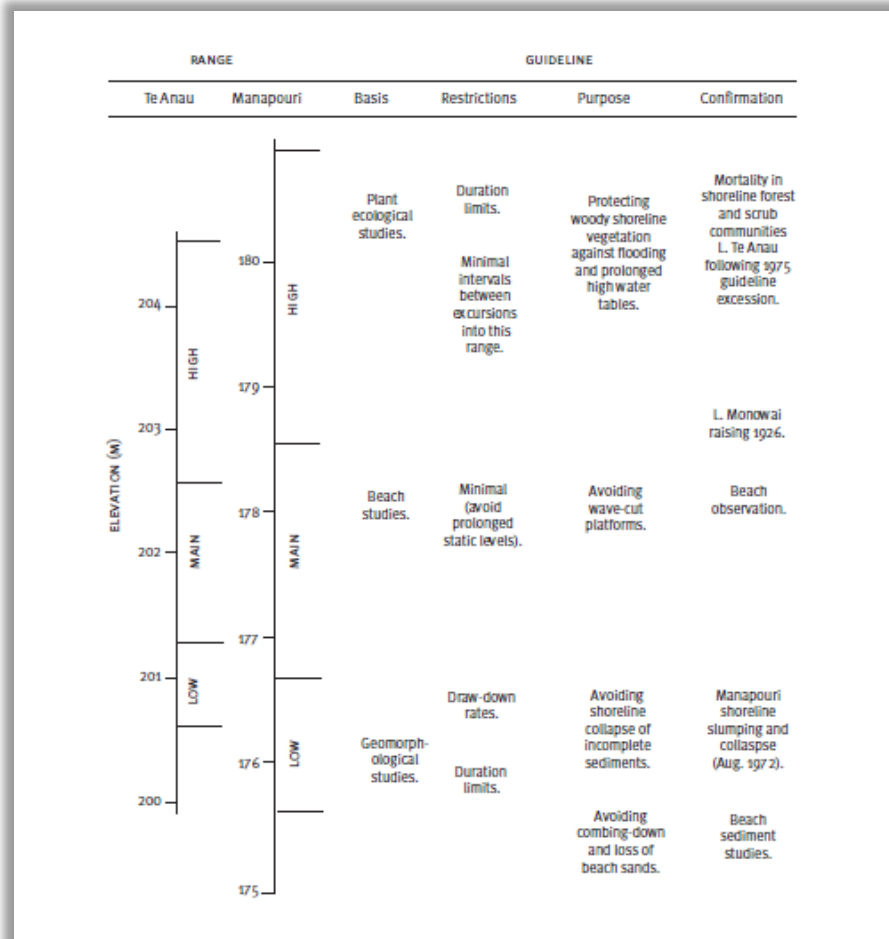 RANGE GUIDELINE
Te Anau Manapouri Basis Restrictions Purpose Confirmation
ELEVATION (M)
204
203
202
201
200
HIGH
MAIN
LOW
180
179
178
177
176
175
HIGH
MAIN
LOW
Plant
ecological
studies.
Duration
limits.
Minimal
intervals
between
excursions
into this
range.
Protecting
woody shoreline
vegetation
against flooding
and prolonged
high water
tables.
Mortality in
shoreline forest
and scrub
communities
L. Te Anau
following 1975
guideline
excession.
L. Monowai
raising 1926.
Beach
studies.
Minimal
(avoid
prolonged
static levels).
Avoiding
wave-cut
platforms.
Beach
observation.
Geomorph-
ological
studies.
Draw-down
rates.
Duration
limits.
Avoiding
shoreline
collapse of
incomplete
sediments.
Manapouri
shoreline
slumping and
collaspse
(Aug. 1972).
Avoiding
combing-down
and loss of
beach sands.
Beach
sediment
studies.